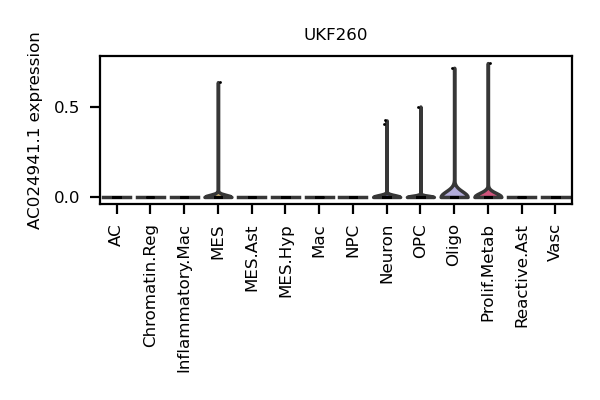 UKF260
AC024941.1 expression
0.5
0.0
AC
Chromatin.Reg
Inflammatory.Mac
MES
MES.Ast
MES.Hyp
Mac
NPC
Neuron
OPC
Oligo
Prolif.Metab
Reactive.Ast
Vasc